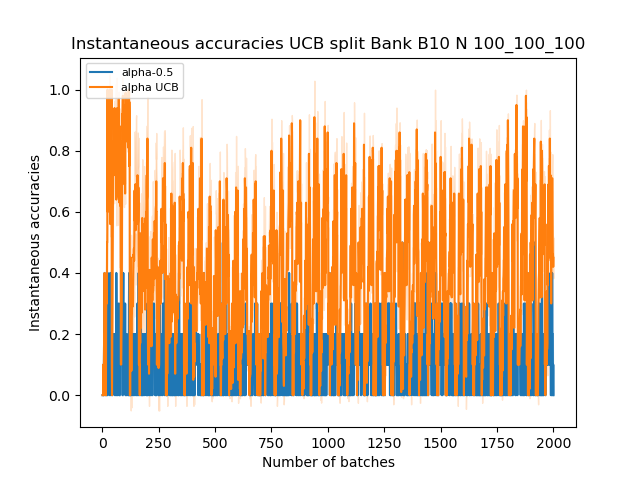 Instantaneous accuracies UCB split Bank B10 N 100_100_100
alpha-0.5
alpha UCB
1.0
0.8
0.6
0.4
0.2
0.0
Instantaneous accuracies
0 250 500 750 1000 1250 1500 1750 2000
Number of batches